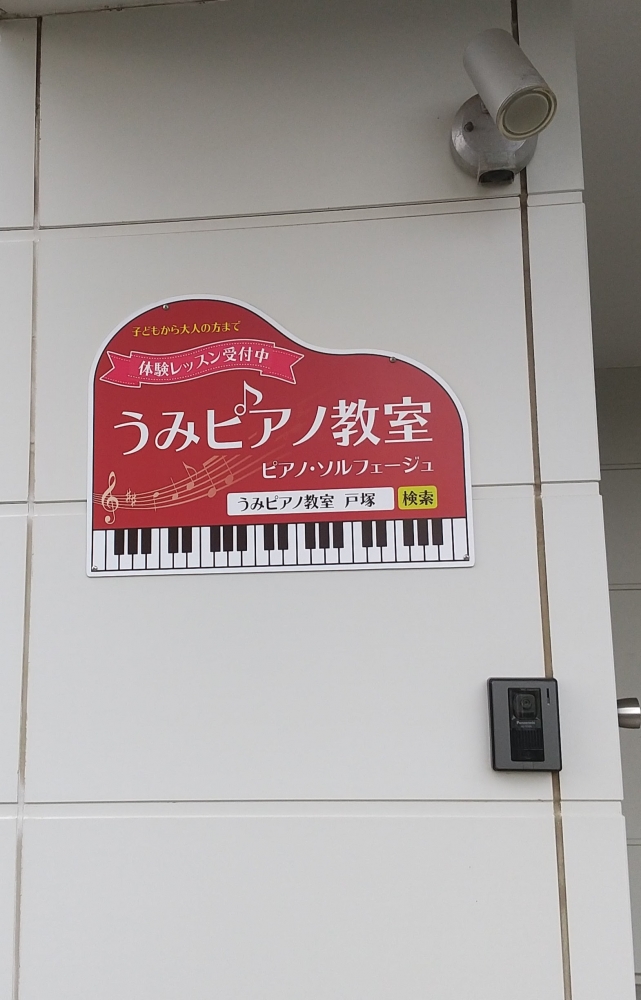 子どもから大人の方まで
体験レッスン受付中
うみピアノ教室
ピアノ・ソルフェージュ
うみピアノ教室 戸塚 検索
Panasonic